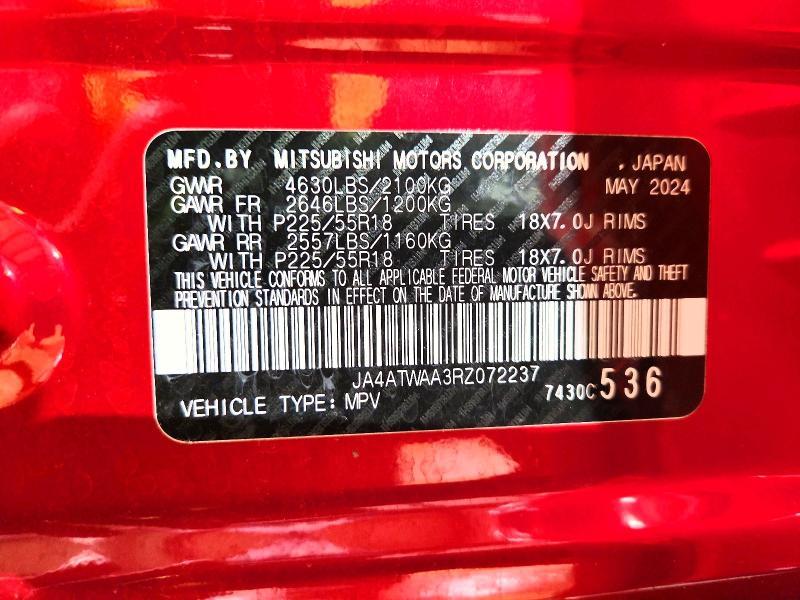 MFD.BY MITSUBISHI MOTORS CORPORATION , JAPAN
GVWR 4630LBS/2100KG MAY 2024
GAWR FR 2646LBS/1200KG
WITH P225/55R18 TIRES 18X7.0J RIMS
GAWR RR 2557LBS/1160KG
WITH P225/55R18 TIRES 18X7.0J RIMS
THIS VEHICLE CONFORMS TO ALL APPLICABLE FEDERAL MOTOR VEHICLE SAFETY AND THEFT
PREVENTION STANDARDS IN EFFECT ON THE DATE OF MANUFACTURE SHOWN ABOVE.
JA4ATWAA3RZ072237
VEHICLE TYPE: MPV 7430C 536